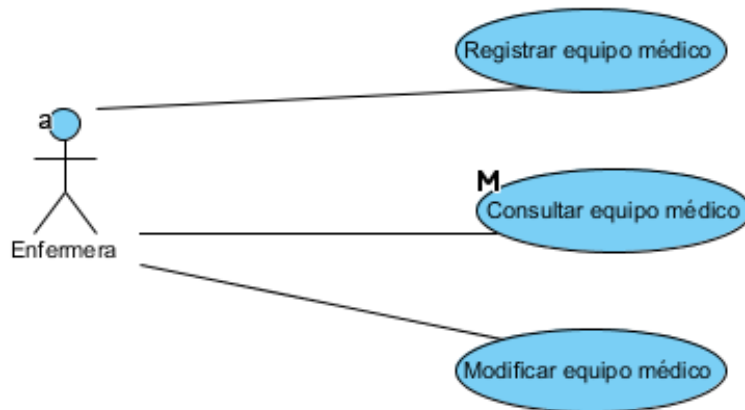 Registrar equipo médico
a
M
Consultar equipo médico
Enfermera
Modificar equipo médico